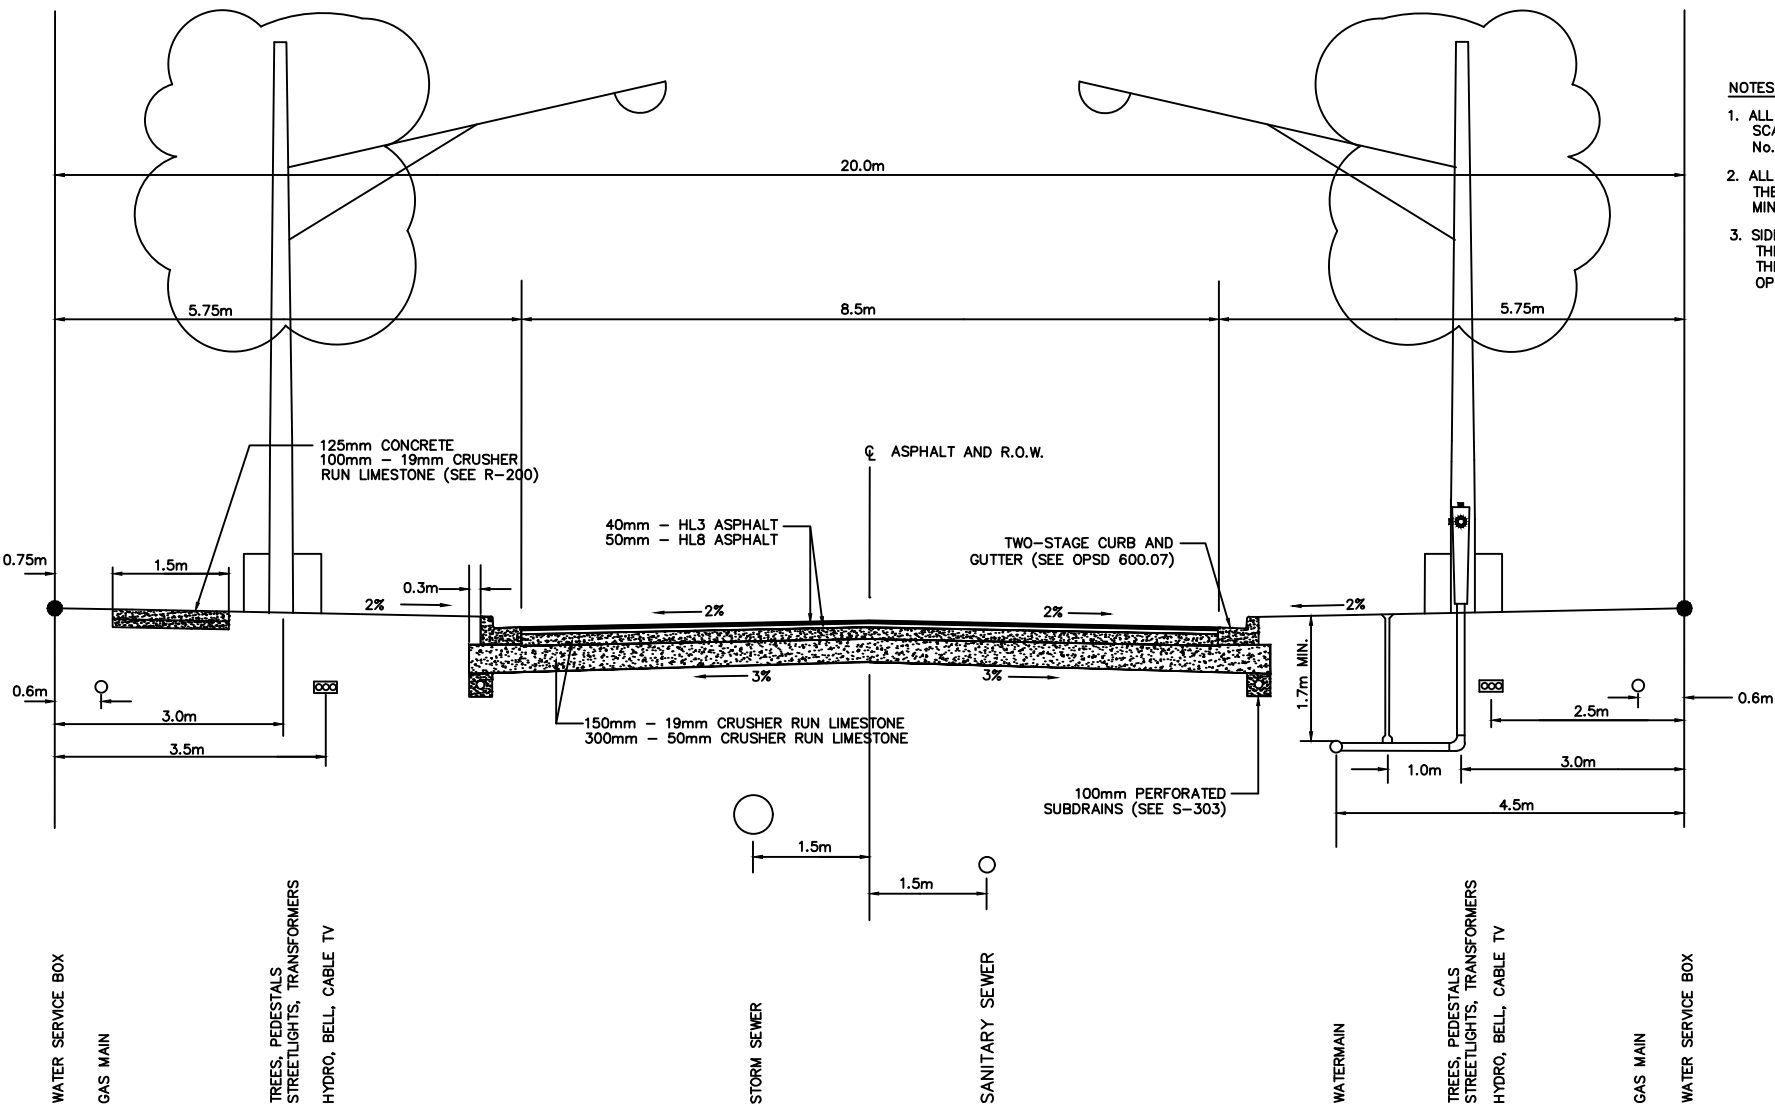 NOTES
1. ALL
SCA
No.
2. ALL
THE
MIN
3. SID
THE
THE
OP
20.0m
5.75m
8.5m
5.75m
125mm CONCRETE
100mm – 19mm CRUSHER
RUN LIMESTONE (SEE R–200)
℄ ASPHALT AND R.O.W.
40mm – HL3 ASPHALT
50mm – HL8 ASPHALT
TWO–STAGE CURB AND
GUTTER (SEE OPSD 600.07)
0.75m
1.5m
0.3m
2%
2%
2%
2%
3%
3%
1.7m MIN.
0.6m
3.0m
3.5m
150mm – 19mm CRUSHER RUN LIMESTONE
300mm – 50mm CRUSHER RUN LIMESTONE
0.6m
2.5m
1.0m
3.0m
100mm PERFORATED
SUBDRAINS (SEE S–303)
4.5m
1.5m
1.5m
WATER SERVICE BOX
GAS MAIN
TREES, PEDESTALS
STREETLIGHTS, TRANSFORMERS
HYDRO, BELL, CABLE TV
STORM SEWER
SANITARY SEWER
WATERMAIN
TREES, PEDESTALS
STREETLIGHTS, TRANSFORMERS
HYDRO, BELL, CABLE TV
GAS MAIN
WATER SERVICE BOX